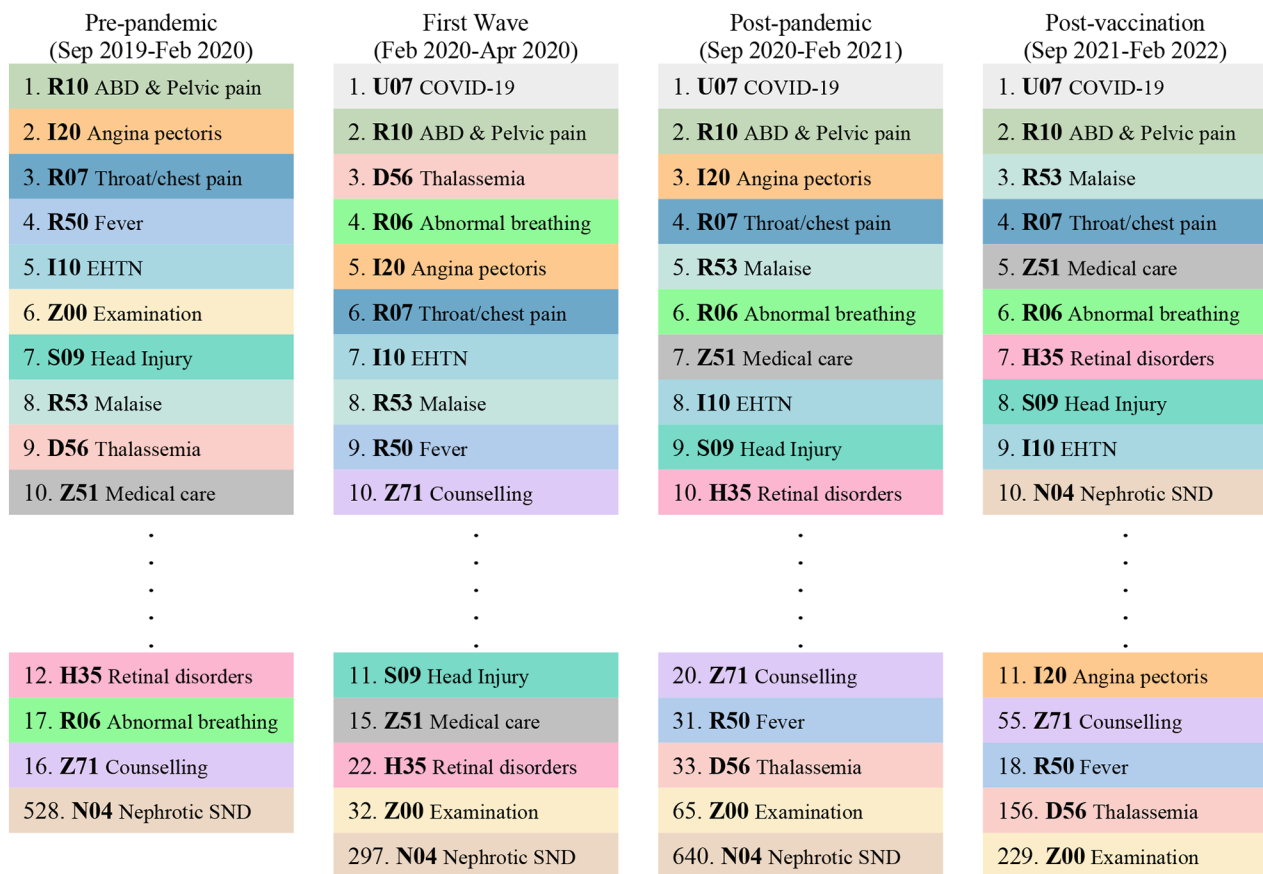 Pre-pandemic
(Sep 2019-Feb 2020)
1. R10 ABD & Pelvic pain
2. I20 Angina pectoris
3. R07 Throat/chest pain
4. R50 Fever
5. I10 EHTN
6. Z00 Examination
7. S09 Head Injury
8. R53 Malaise
9. D56 Thalassemia
10. Z51 Medical care
12. H35 Retinal disorders
17. R06 Abnormal breathing
16. Z71 Counselling
528. N04 Nephrotic SND
First Wave
(Feb 2020-Apr 2020)
1. U07 COVID-19
2. R10 ABD & Pelvic pain
3. D56 Thalassemia
4. R06 Abnormal breathing
5. I20 Angina pectoris
6. R07 Throat/chest pain
7. I10 EHTN
8. R53 Malaise
9. R50 Fever
10. Z71 Counselling
11. S09 Head Injury
15. Z51 Medical care
22. H35 Retinal disorders
32. Z00 Examination
297. N04 Nephrotic SND
Post-pandemic
(Sep 2020-Feb 2021)
1. U07 COVID-19
2. R10 ABD & Pelvic pain
3. I20 Angina pectoris
4. R07 Throat/chest pain
5. R53 Malaise
6. R06 Abnormal breathing
7. Z51 Medical care
8. I10 EHTN
9. S09 Head Injury
10. H35 Retinal disorders
20. Z71 Counselling
31. R50 Fever
33. D56 Thalassemia
65. Z00 Examination
640. N04 Nephrotic SND
Post-vaccination
(Sep 2021-Feb 2022)
1. U07 COVID-19
2. R10 ABD & Pelvic pain
3. R53 Malaise
4. R07 Throat/chest pain
5. Z51 Medical care
6. R06 Abnormal breathing
7. H35 Retinal disorders
8. S09 Head Injury
9. I10 EHTN
10. N04 Nephrotic SND
11. I20 Angina pectoris
55. Z71 Counselling
18. R50 Fever
156. D56 Thalassemia
229. Z00 Examination